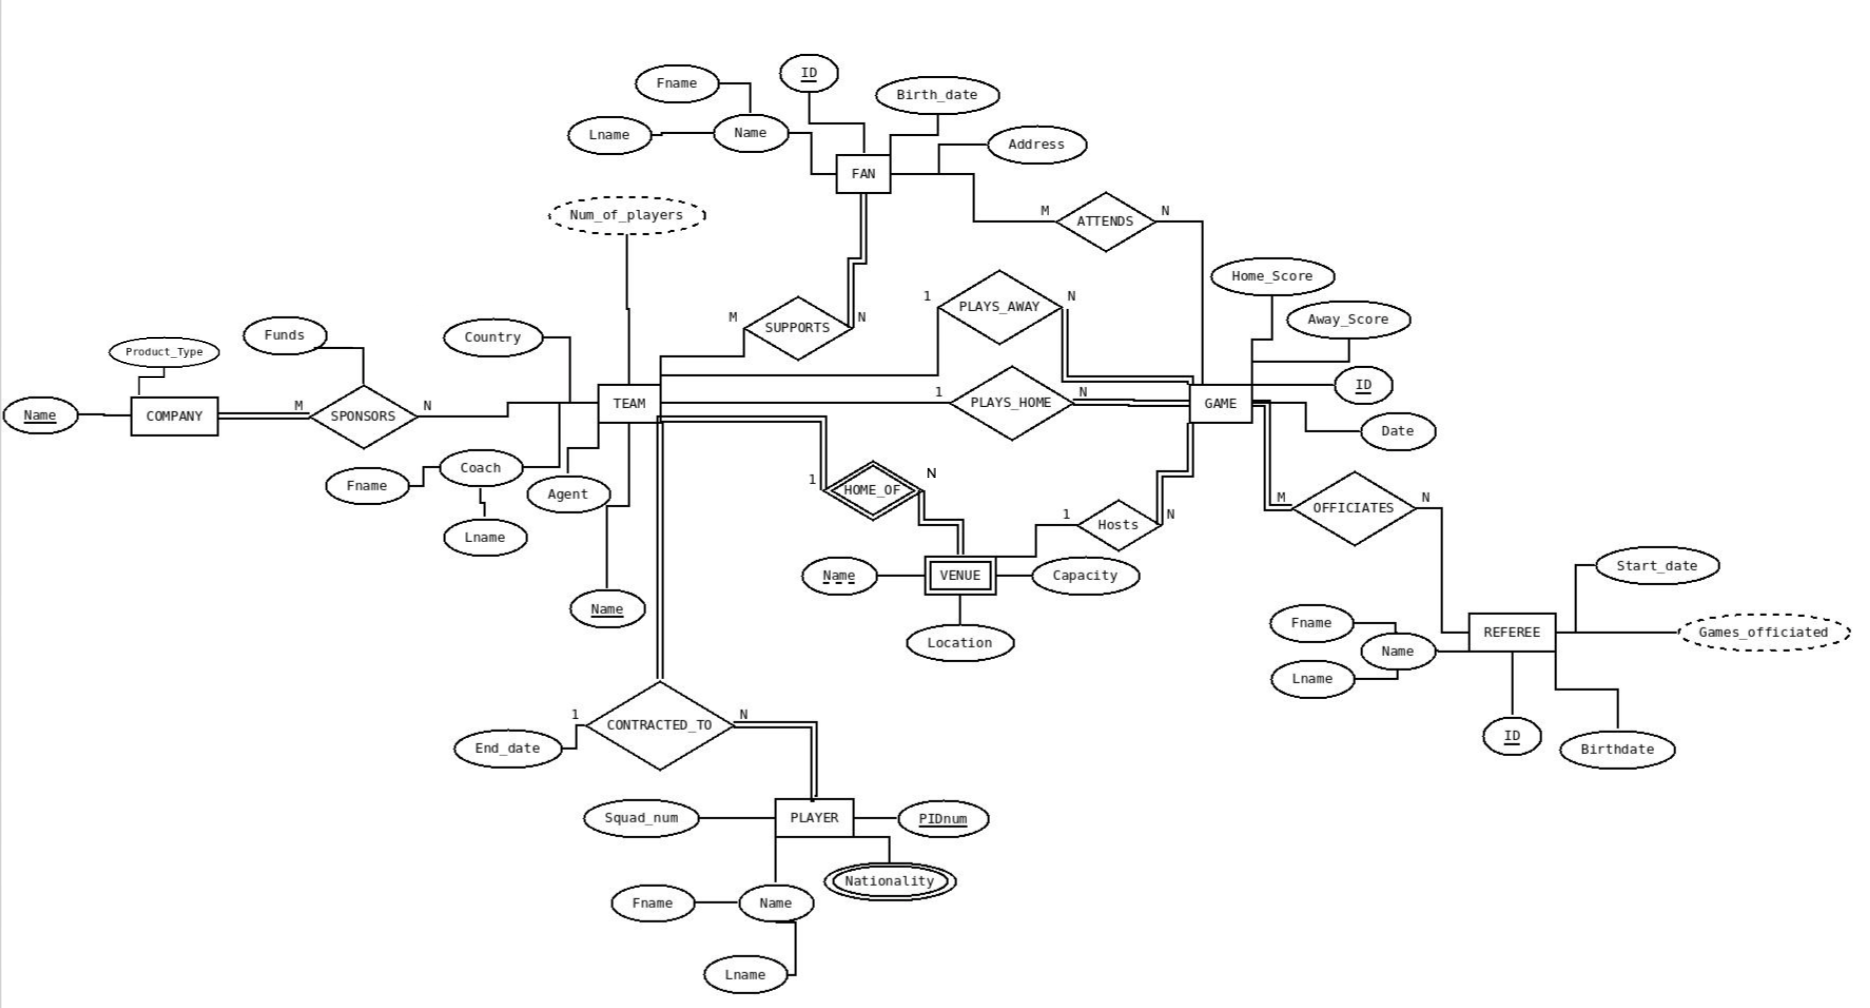 ID
Fname
Birth_date
Lname
Name
Address
FAN
Num_of_players
M
ATTENDS
N
Home_Score
1
PLAYS_AWAY
N
Away_Score
M
SUPPORTS
N
Funds
Country
Product_Type
ID
Name
COMPANY
M
SPONSORS
N
TEAM
1
PLAYS_HOME
N
GAME
Date
Coach
Fname
Agent
1
HOME_OF
N
Lname
1
Hosts
N
M
OFFICIATES
N
Name
VENUE
Capacity
Start_date
Name
Location
Fname
REFEREE
Games_officiated
Name
Lname
1
CONTRACTED_TO
N
End_date
ID
Birthdate
Squad_num
PLAYER
PIDnum
Nationality
Fname
Name
Lname